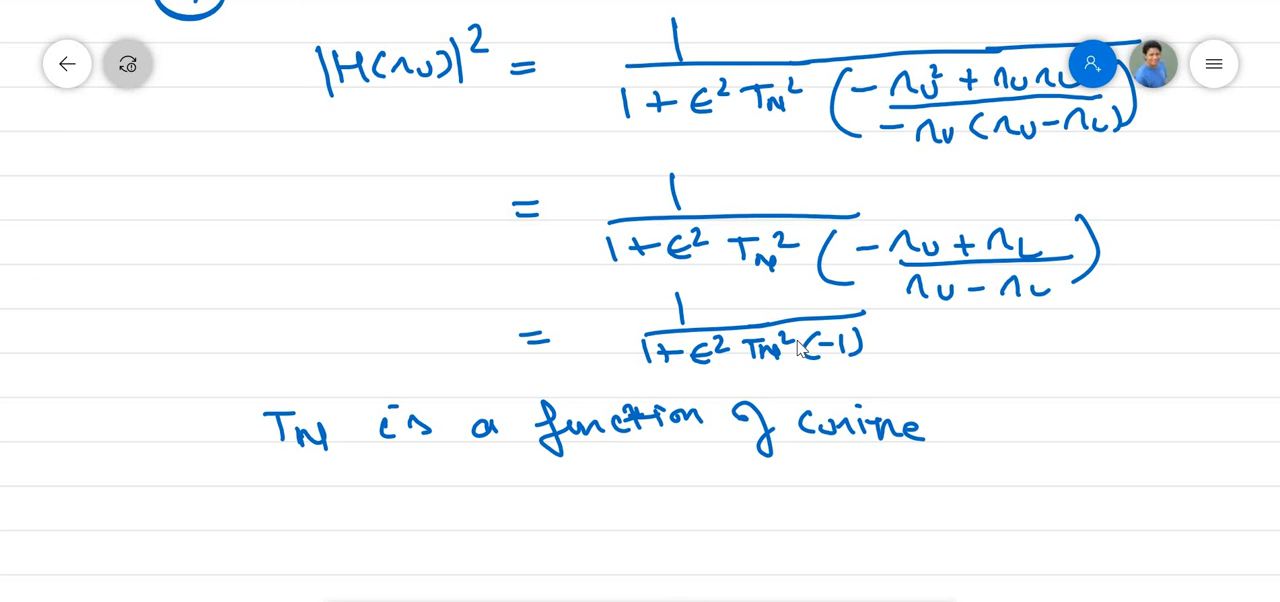 |H(ΩU)|² = 1 / (1 + ε² TN² ((-ΩU² + ΩU Ω) / (-ΩU (ΩU - ΩL))))
= 1 / (1 + ε² TN² ((-ΩU + ΩL) / (ΩU - ΩL)))
= 1 / (1 + ε² TN² (-1))
TN is a function of cosine